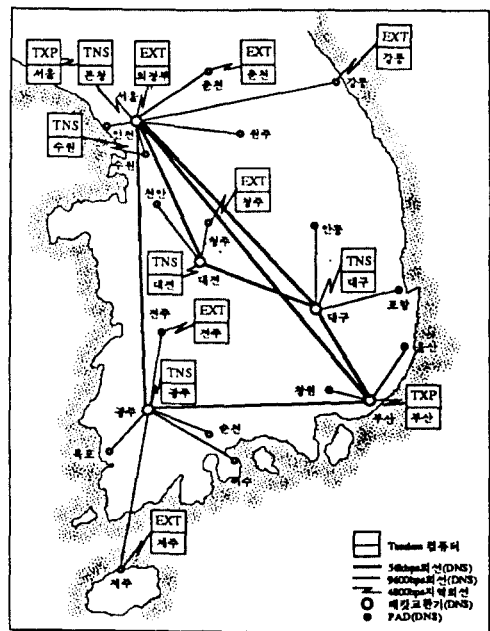 TXP
서울
TNS
본청
EXT
의정부
EXT
춘천
EXT
강릉
서울
춘천
강릉
인천
원주
TNS
수원
수원
천안
EXT
청주
청주
안동
TNS
대전
대전
TNS
대구
대구
포항
울산
전주
EXT
전주
TNS
광주
광주
창원
TXP
부산
부산
순천
목포
여수
EXT
제주
제주
Tandem 컴퓨터
56kbps회선(DNS)
9600bps회선(DNS)
4800bps지역회선
패킷교환기(DNS)
PAD(DNS)